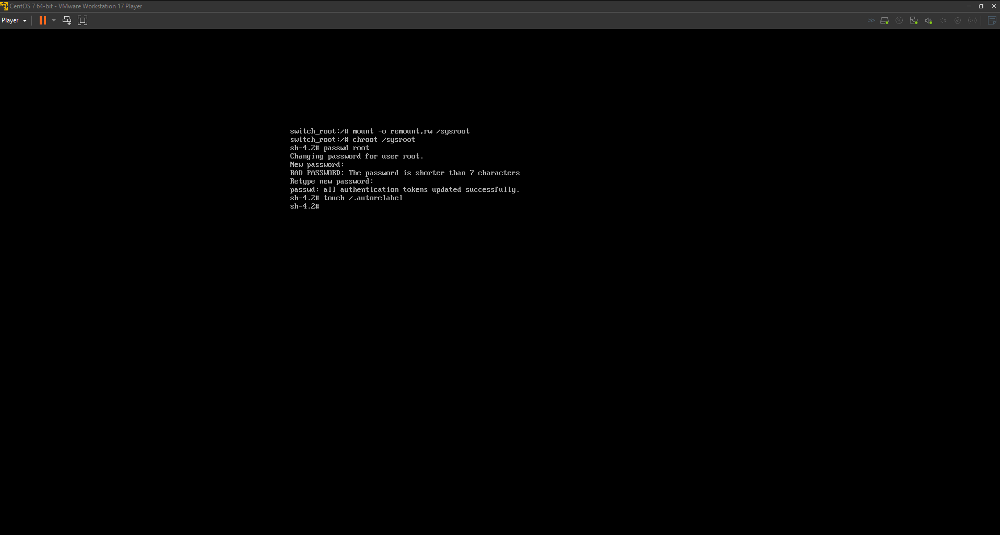 CentOS 7 64-bit - VMware Workstation 17 Player
Player
switch_root:/# mount -o remount,rw /sysroot
switch_root:/# chroot /sysroot
sh-4.2# passwd root
Changing password for user root.
New password:
BAD PASSWORD: The password is shorter than 7 characters
Retype new password:
passwd: all authentication tokens updated successfully.
sh-4.2# touch /.autorelabel
sh-4.2#